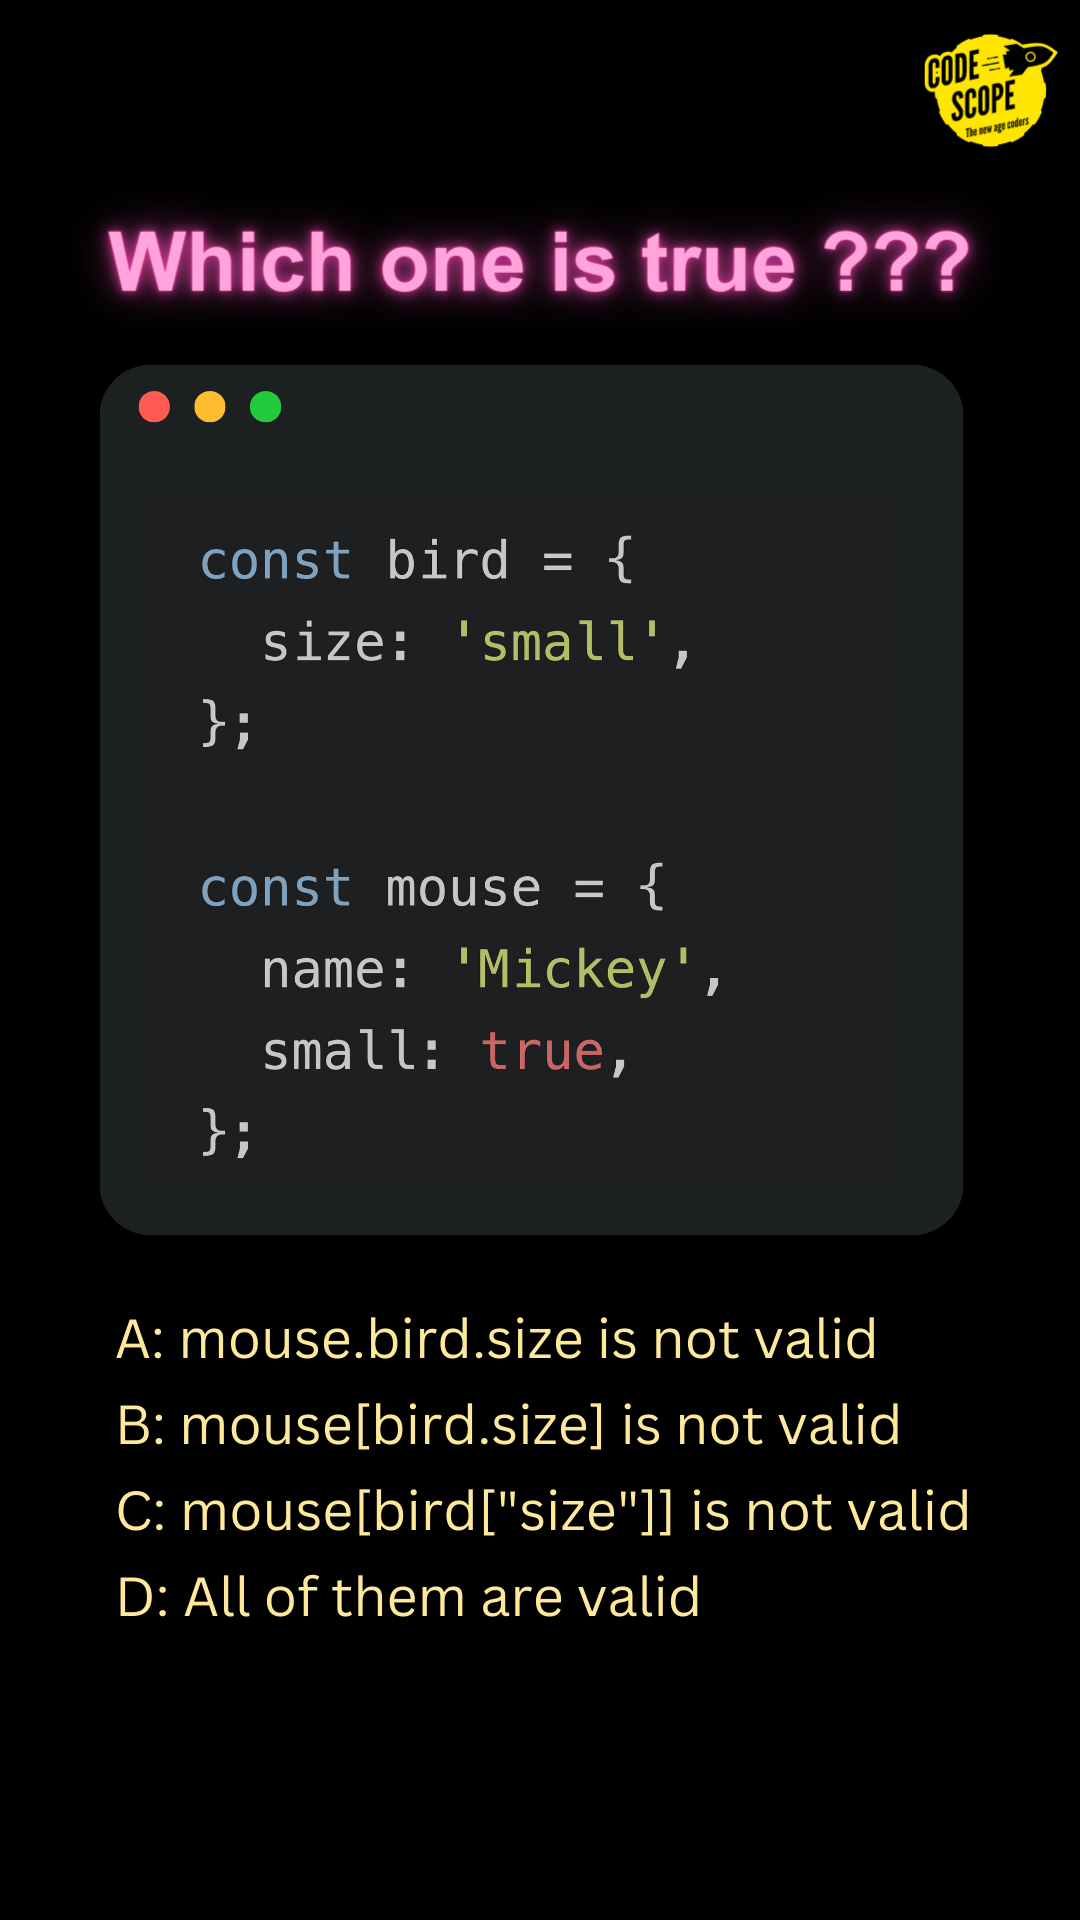 CODE
SCOPE
The new age coders
Which one is true ???
const bird = {
  size: 'small',
};

const mouse = {
  name: 'Mickey',
  small: true,
};
A: mouse.bird.size is not valid
B: mouse[bird.size] is not valid
C: mouse[bird["size"]] is not valid
D: All of them are valid